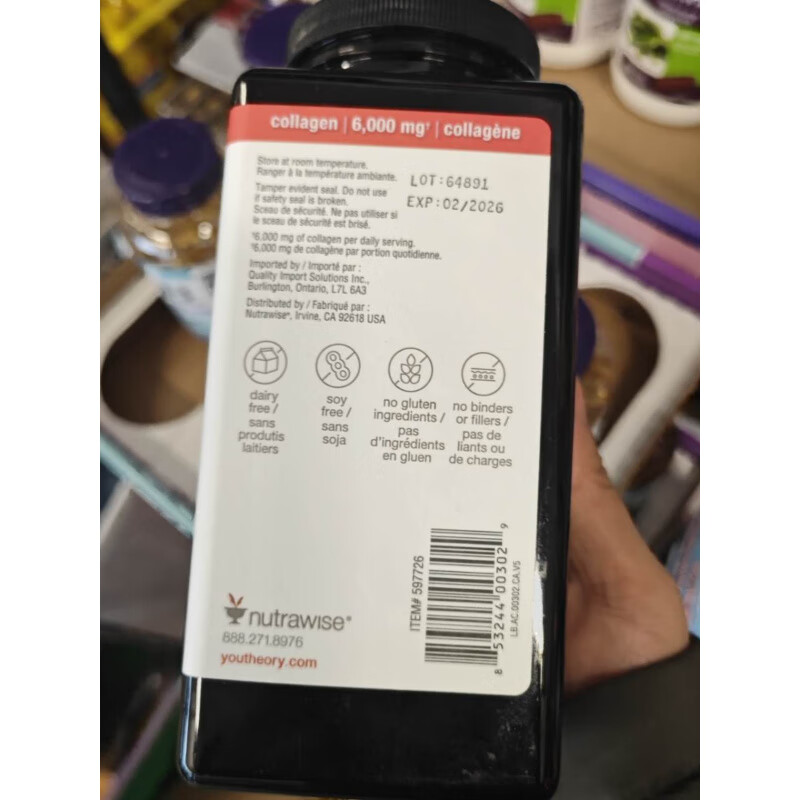 collagen | 6,000 mg† | collagène
Store at room temperature.
Ranger à la température ambiante.
Tamper evident seal. Do not use
if safety seal is broken.
Sceau de sécurité. Ne pas utiliser si
le sceau de sécurité est brisé.
LOT:64891
EXP:02/2026
†6,000 mg of collagen per daily serving.
†6,000 mg de collagène par portion quotidienne.
Imported by / Importé par :
Quality Import Solutions Inc.,
Burlington, Ontario, L7L 6A3
Distributed by / Fabriqué par :
Nutrawise®, Irvine, CA 92618 USA
dairy
free /
sans
produtis
laitiers
soy
free /
sans
soja
no gluten
ingredients /
pas
d'ingrédients
en gluen
no binders
or fillers /
pas de
liants ou
de charges
ITEM# 597726
8 53244 00302 9
LB.AC.00302.CA.V5
nutrawise®
888.271.8976
youtheory.com